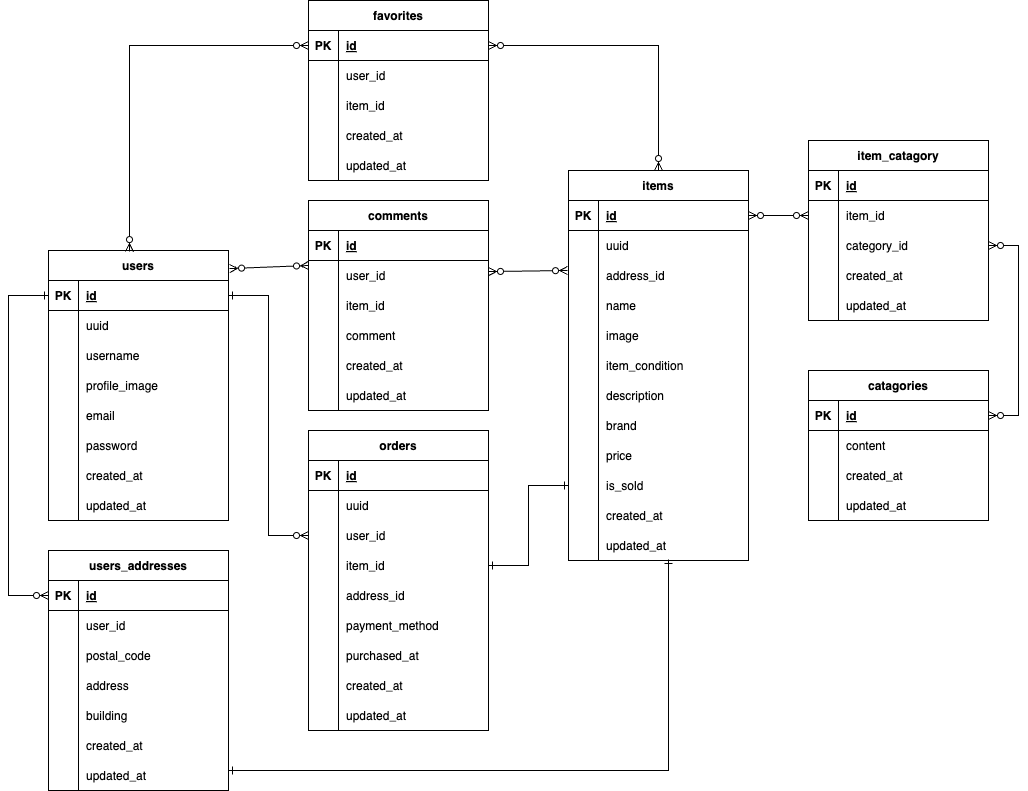 favorites
PK id
user_id
item_id
created_at
updated_at
comments
PK id
user_id
item_id
comment
created_at
updated_at
users
PK id
uuid
username
profile_image
email
password
created_at
updated_at
orders
PK id
uuid
user_id
item_id
address_id
payment_method
purchased_at
created_at
updated_at
users_addresses
PK id
user_id
postal_code
address
building
created_at
updated_at
items
PK id
uuid
address_id
name
image
item_condition
description
brand
price
is_sold
created_at
updated_at
item_catagory
PK id
item_id
category_id
created_at
updated_at
catagories
PK id
content
created_at
updated_at